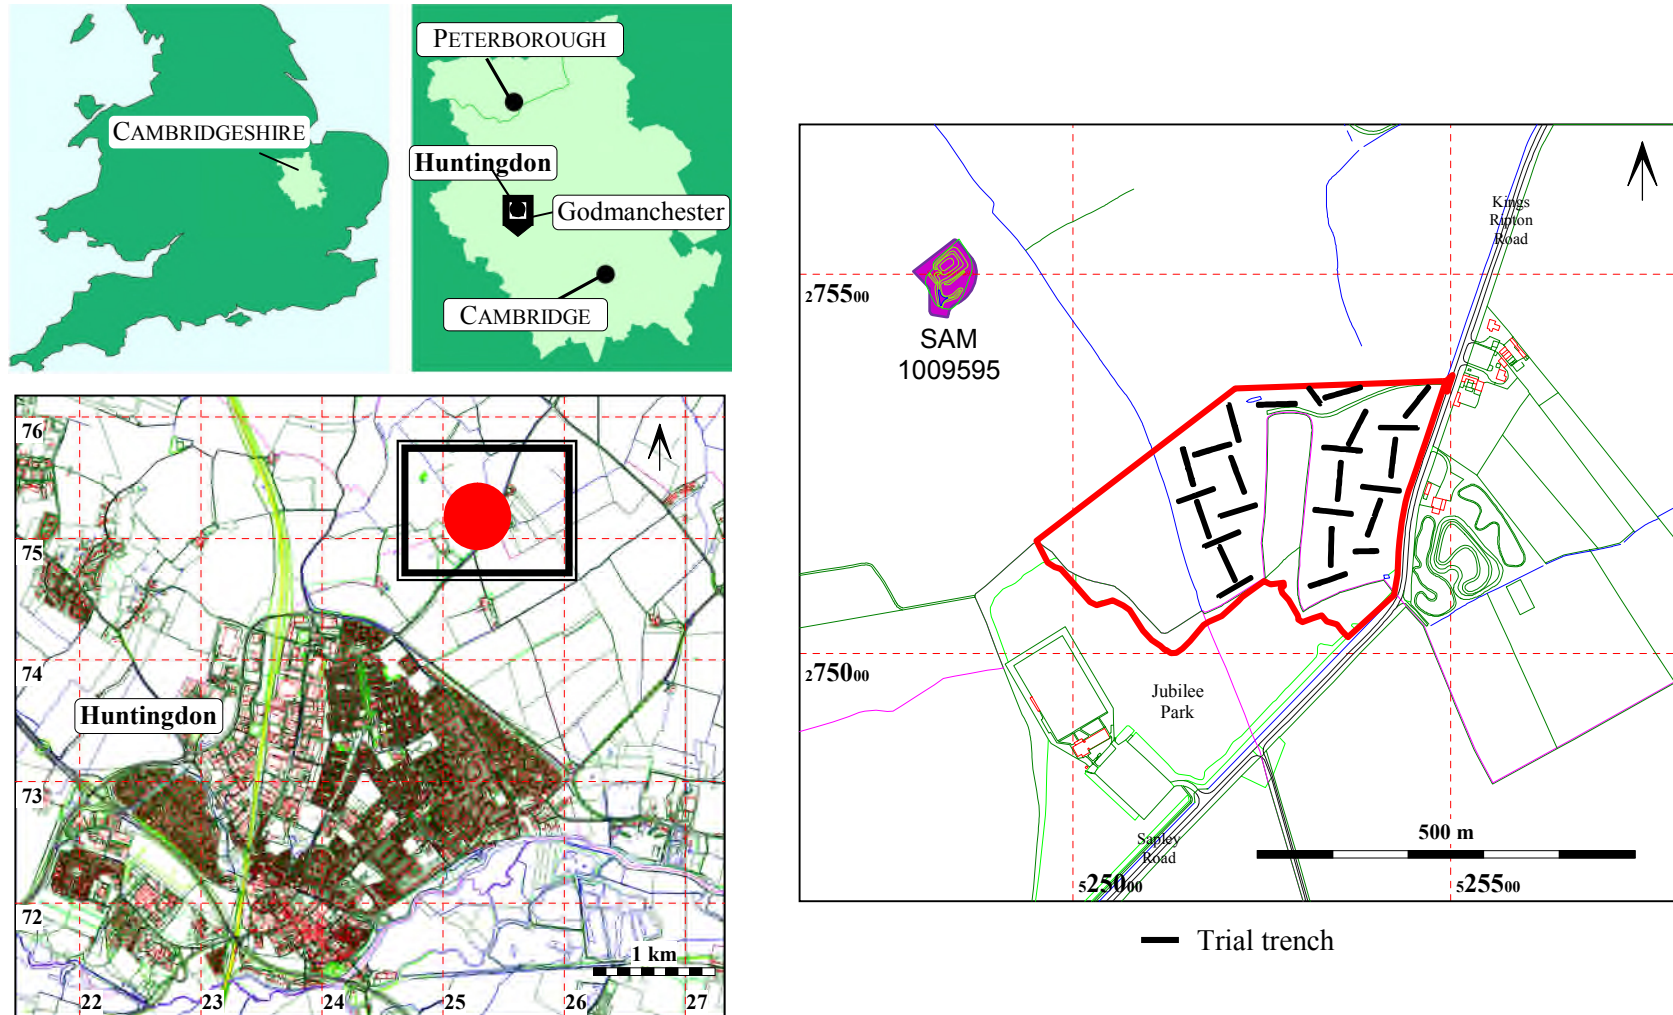 PETERBOROUGH
CAMBRIDGESHIRE
Huntingdon
Godmanchester
CAMBRIDGE
76
75
74
Huntingdon
73
72
1 km
22
23
24
25
26
27
Kings
Ripton
Road
275500
SAM
1009595
275000
Jubilee
Park
500 m
Sapley
Road
525000
525500
Trial trench